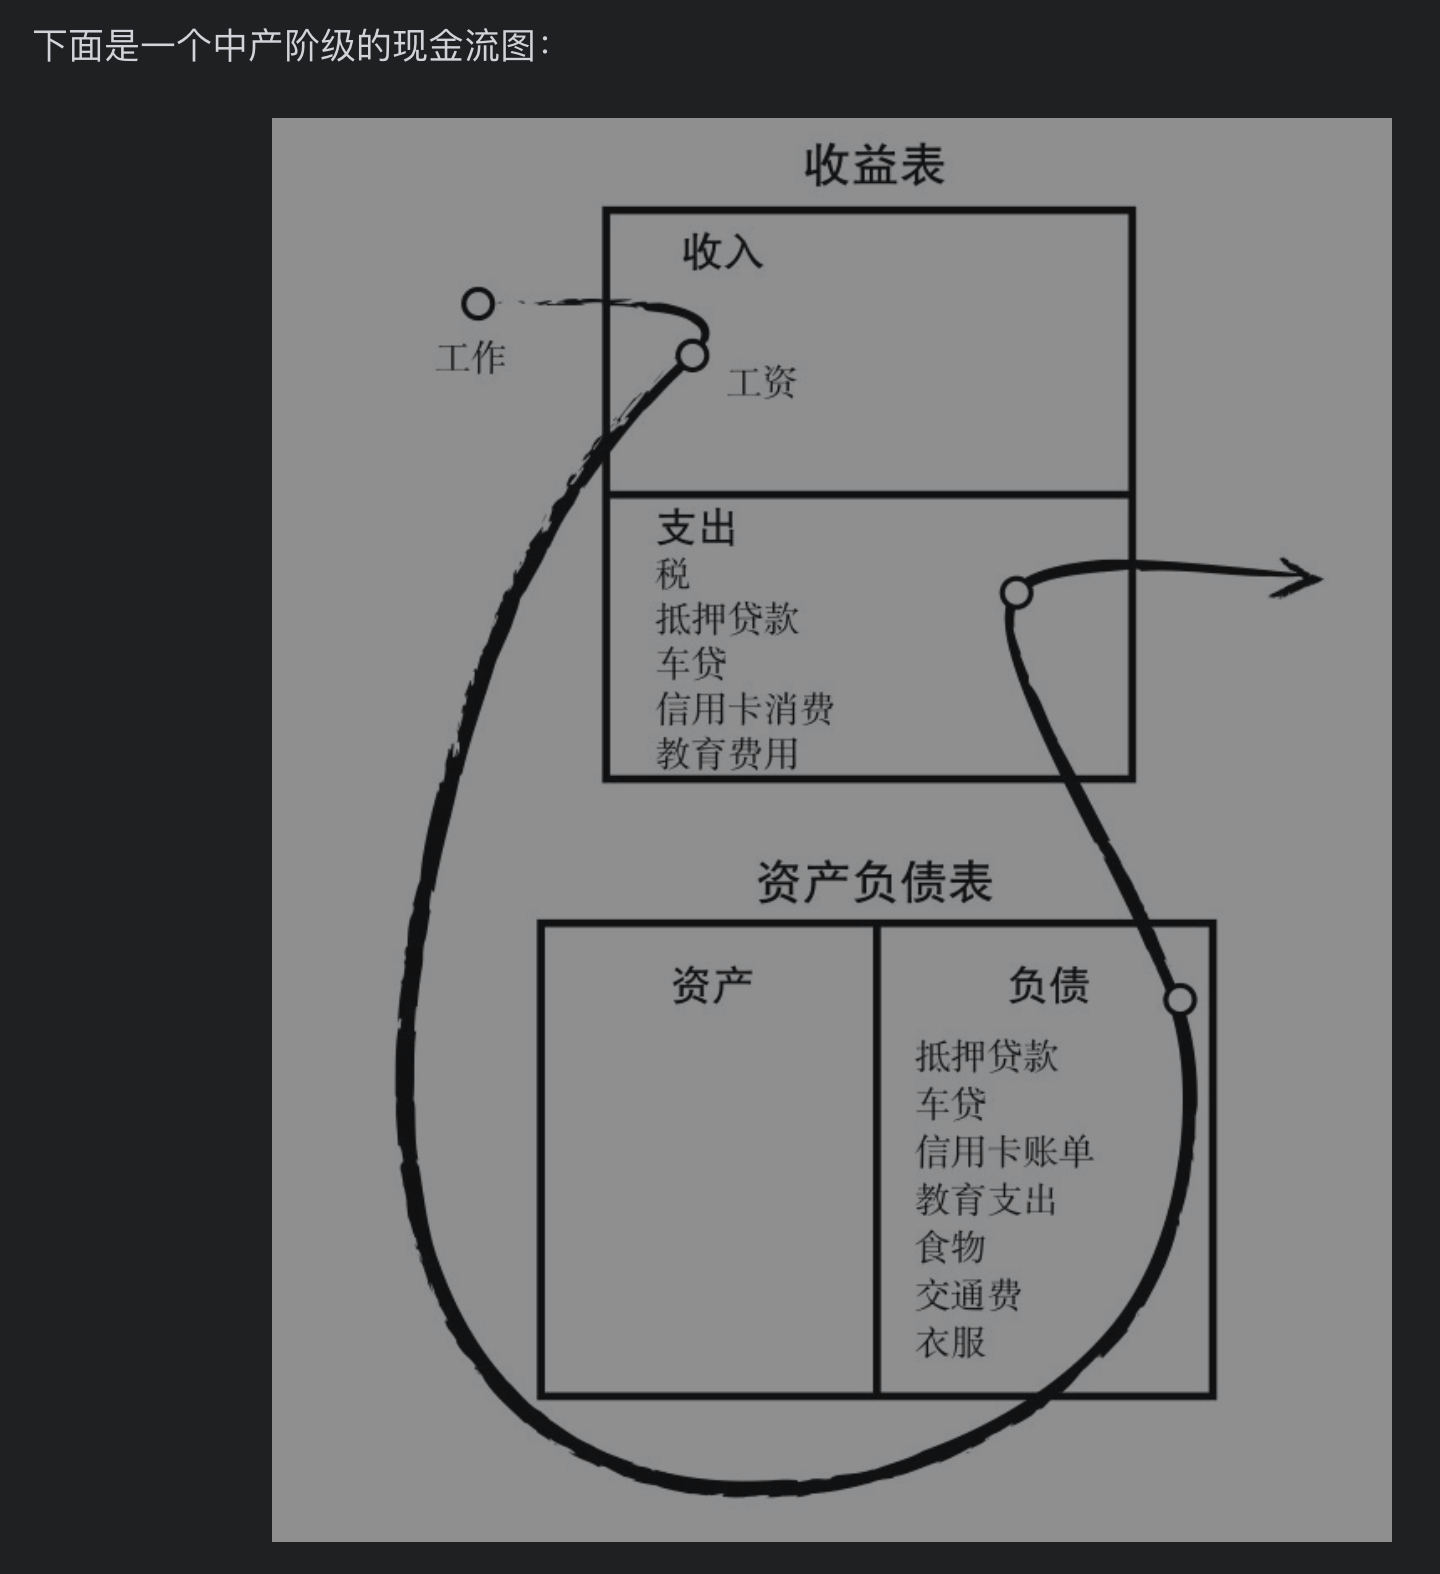 下面是一个中产阶级的现金流图：
收益表
收入
工作
工资
支出
税
抵押贷款
车贷
信用卡消费
教育费用
资产负债表
资产
负债
抵押贷款
车贷
信用卡账单
教育支出
食物
交通费
衣服